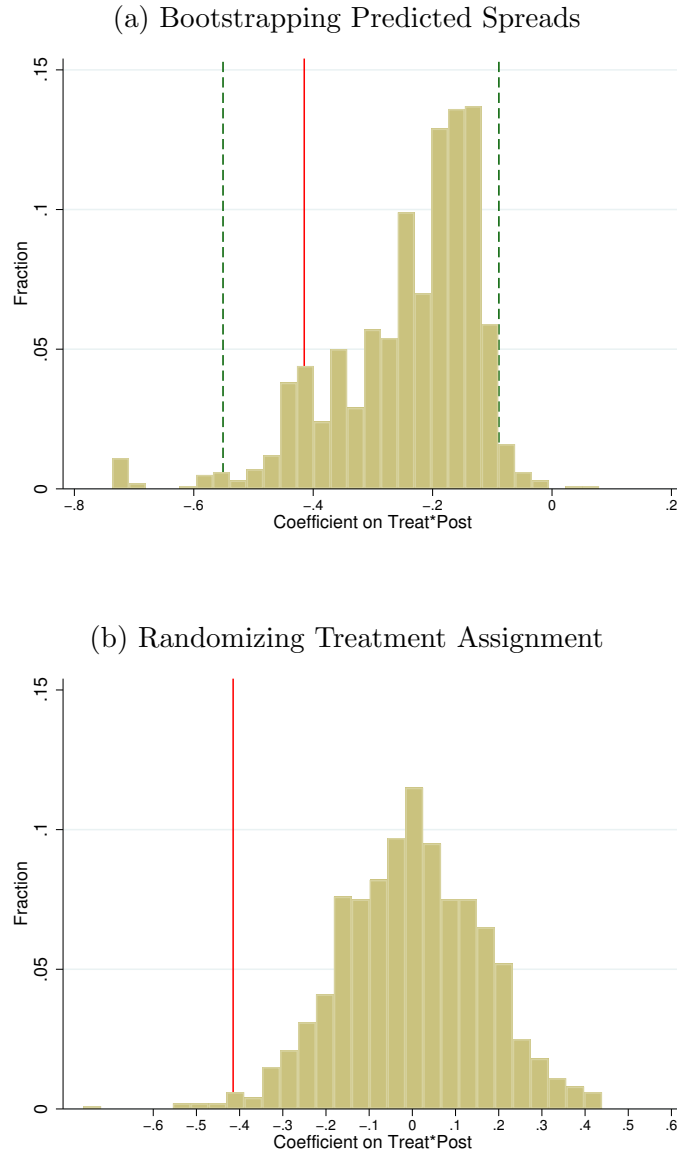 (a) Bootstrapping Predicted Spreads
.15
.1
.05
0
Fraction
-.8 -.6 -.4 -.2 0 .2
Coefficient on Treat*Post
(b) Randomizing Treatment Assignment
.15
.1
.05
0
Fraction
-.6 -.5 -.4 -.3 -.2 -.1 0 .1 .2 .3 .4 .5 .6
Coefficient on Treat*Post